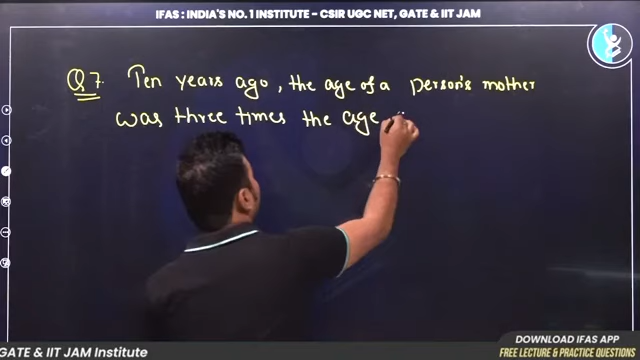 IFAS : INDIA'S NO. 1 INSTITUTE - CSIR UGC NET, GATE & IIT JAM
Q7. Ten years ago, the age of a person's mother
was three times the age
DOWNLOAD IFAS APP
GATE & IIT JAM Institute
FREE LECTURE & PRACTICE QUESTIONS